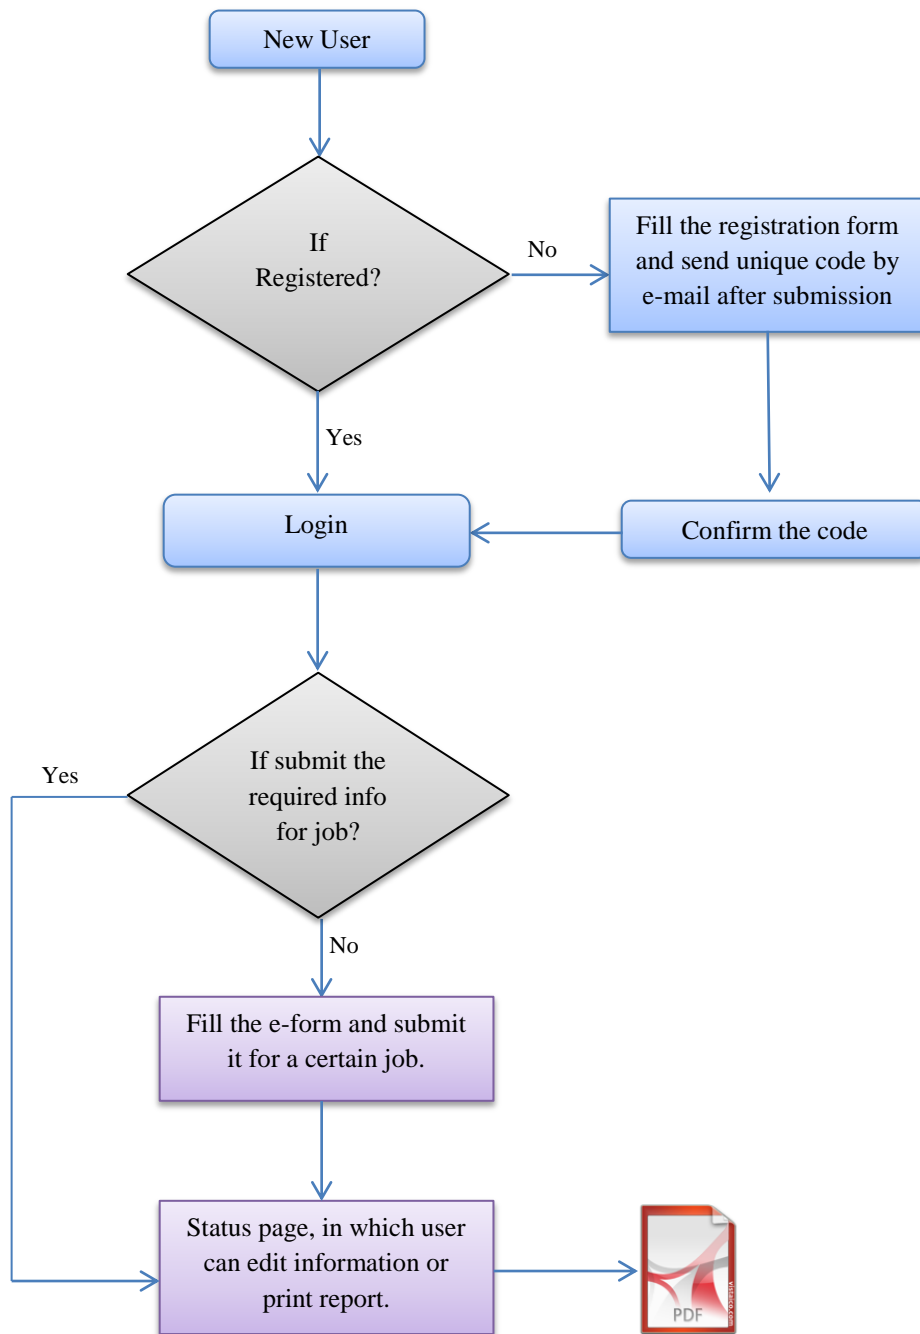 New User
If
Registered?
No
Fill the registration form
and send unique code by
e-mail after submission
Yes
Login
Confirm the code
Yes
If submit the
required info
for job?
No
Fill the e-form and submit
it for a certain job.
Status page, in which user
can edit information or
print report.
PDF
Vistaico.com